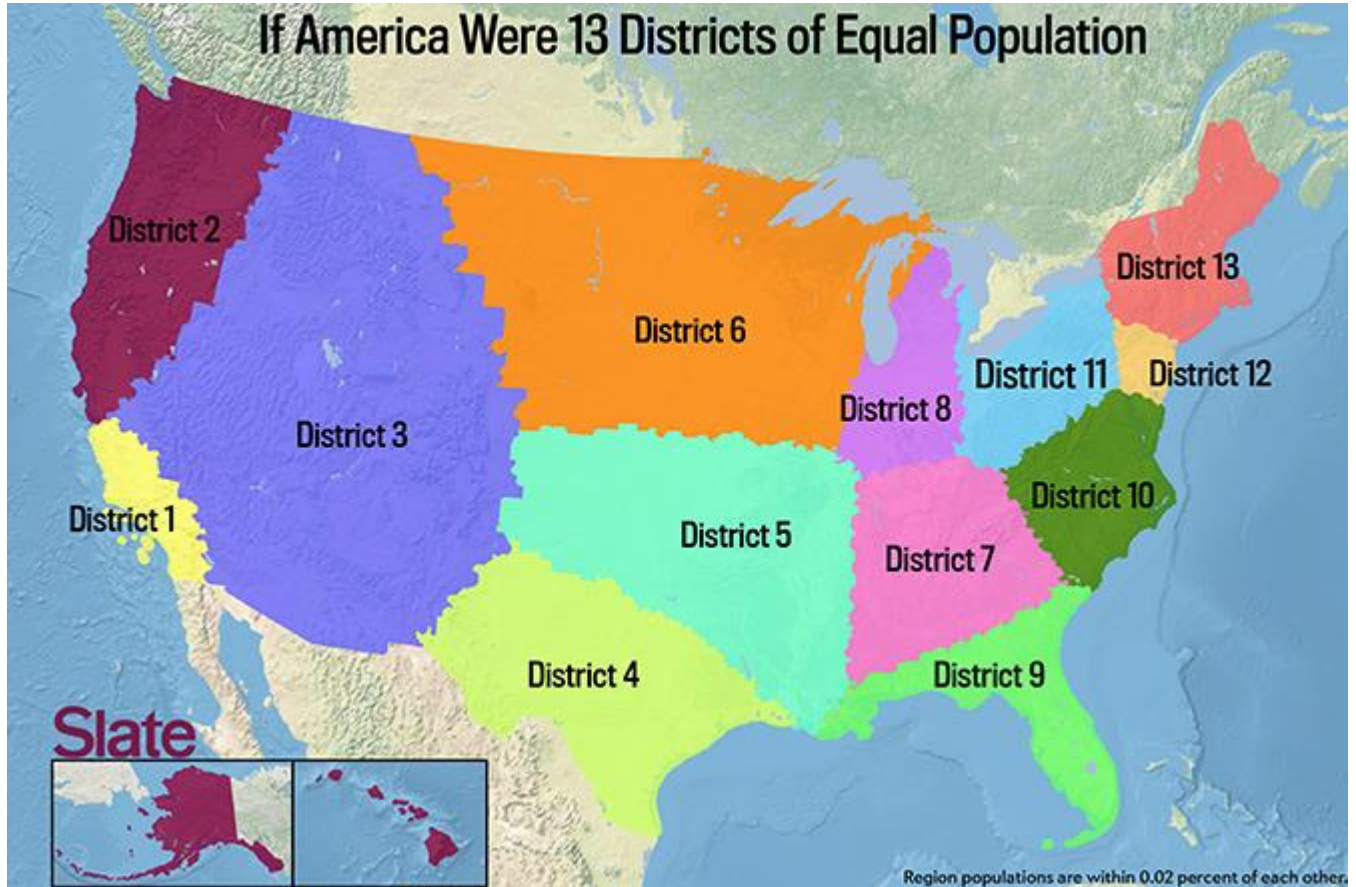 If America Were 13 Districts of Equal Population
District 2
District 13
District 6
District 11
District 12
District 8
District 3
District 10
District 1
District 5
District 7
District 4
District 9
Slate
Region populations are within 0.02 percent of each other.